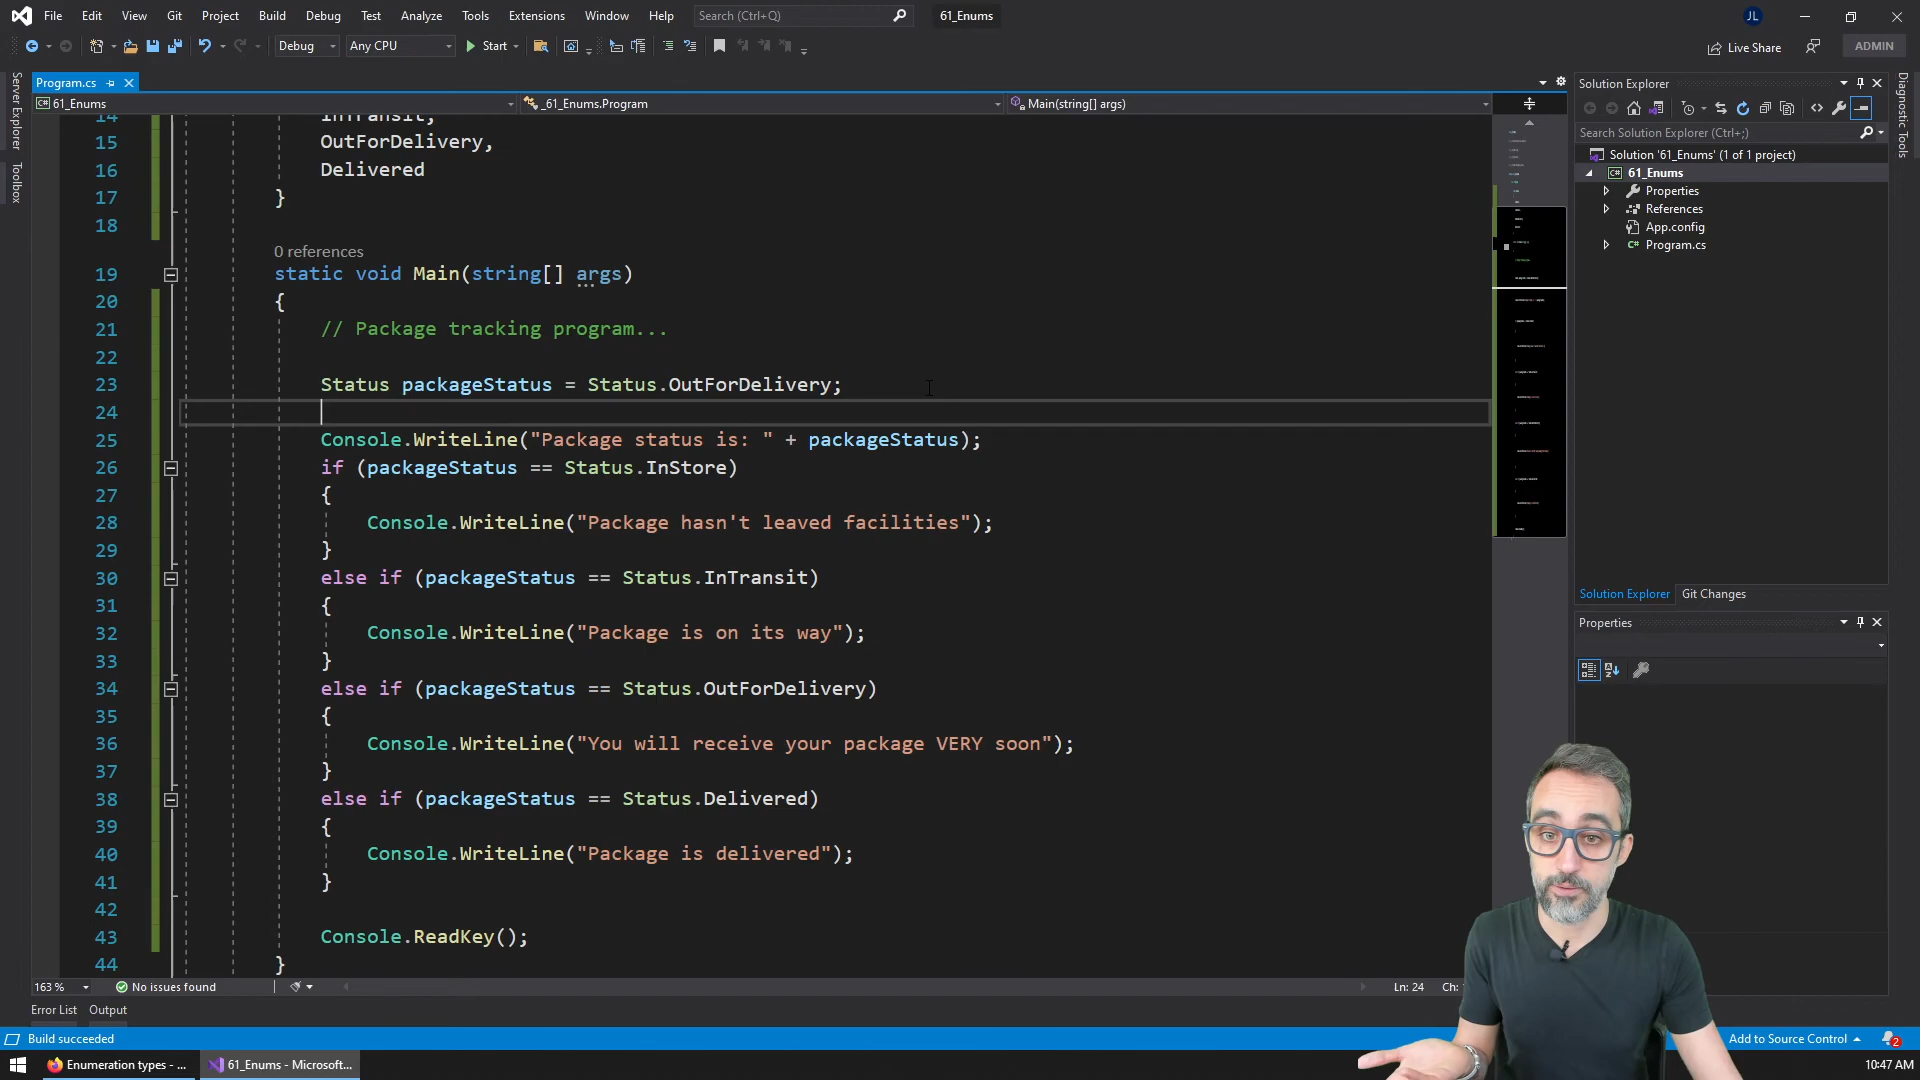 File Edit View Git Project Build Debug Test Analyze Tools Extensions Window Help Search (Ctrl+Q) 61_Enums JL
Debug Any CPU Start Live Share ADMIN
Server Explorer
Toolbox
Program.cs
61_Enums _61_Enums.Program Main(string[] args)
14 InTransit,
15 OutForDelivery,
16 Delivered
17 }
18
0 references
19 static void Main(string[] args)
20 {
21 // Package tracking program...
22
23 Status packageStatus = Status.OutForDelivery;
24
25 Console.WriteLine("Package status is: " + packageStatus);
26 if (packageStatus == Status.InStore)
27 {
28 Console.WriteLine("Package hasn't leaved facilities");
29 }
30 else if (packageStatus == Status.InTransit)
31 {
32 Console.WriteLine("Package is on its way");
33 }
34 else if (packageStatus == Status.OutForDelivery)
35 {
36 Console.WriteLine("You will receive your package VERY soon");
37 }
38 else if (packageStatus == Status.Delivered)
39 {
40 Console.WriteLine("Package is delivered");
41 }
42
43 Console.ReadKey();
44 }
163 % No issues found Ln: 24 Ch:
Error List Output
Build succeeded
Solution Explorer
Search Solution Explorer (Ctrl+;)
Solution '61_Enums' (1 of 1 project)
61_Enums
Properties
References
App.config
Program.cs
Solution Explorer Git Changes
Properties
Diagnostic Tools
Add to Source Control 2
Enumeration types - ... 61_Enums - Microsoft... 10:47 AM